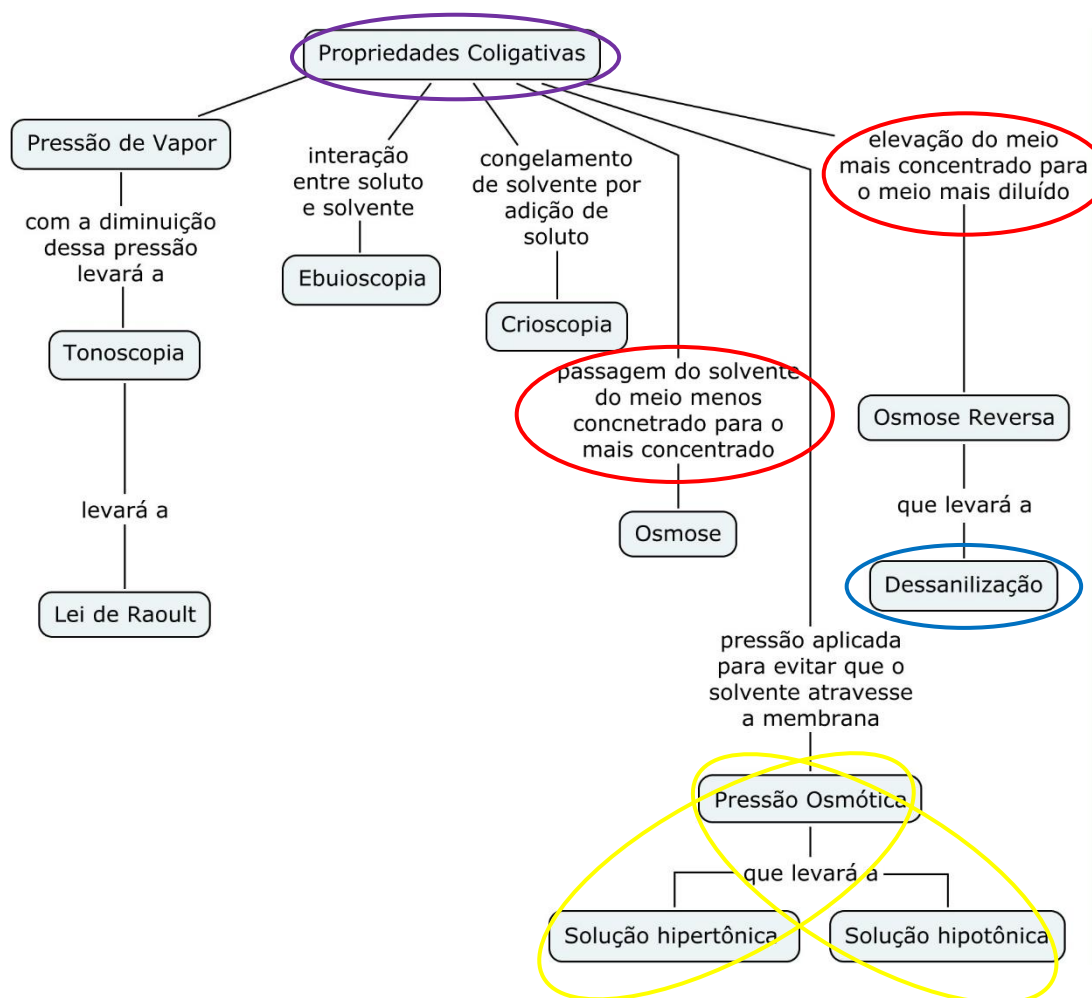 Propriedades Coligativas
Pressão de Vapor
com a diminuição
dessa pressão
levará a
Tonoscopia
levará a
Lei de Raoult
interação
entre soluto
e solvente
Ebuioscopia
congelamento
de solvente por
adição de
soluto
Crioscopia
passagem do solvente
do meio menos
concnetrado para o
mais concentrado
Osmose
pressão aplicada
para evitar que o
solvente atravesse
a membrana
Pressão Osmótica
que levará a
Solução hipertônica
Solução hipotônica
elevação do meio
mais concentrado para
o meio mais diluído
Osmose Reversa
que levará a
Dessanilização